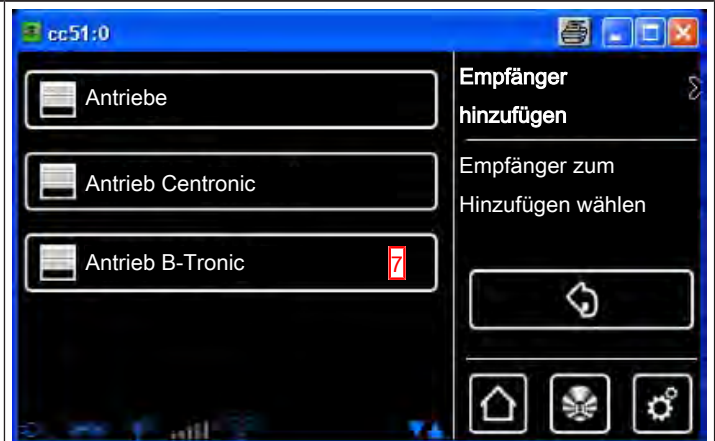 cc51:0
Antriebe
Antrieb Centronic
Antrieb B-Tronic
7
Empfänger
hinzufügen
Empfänger zum
Hinzufügen wählen